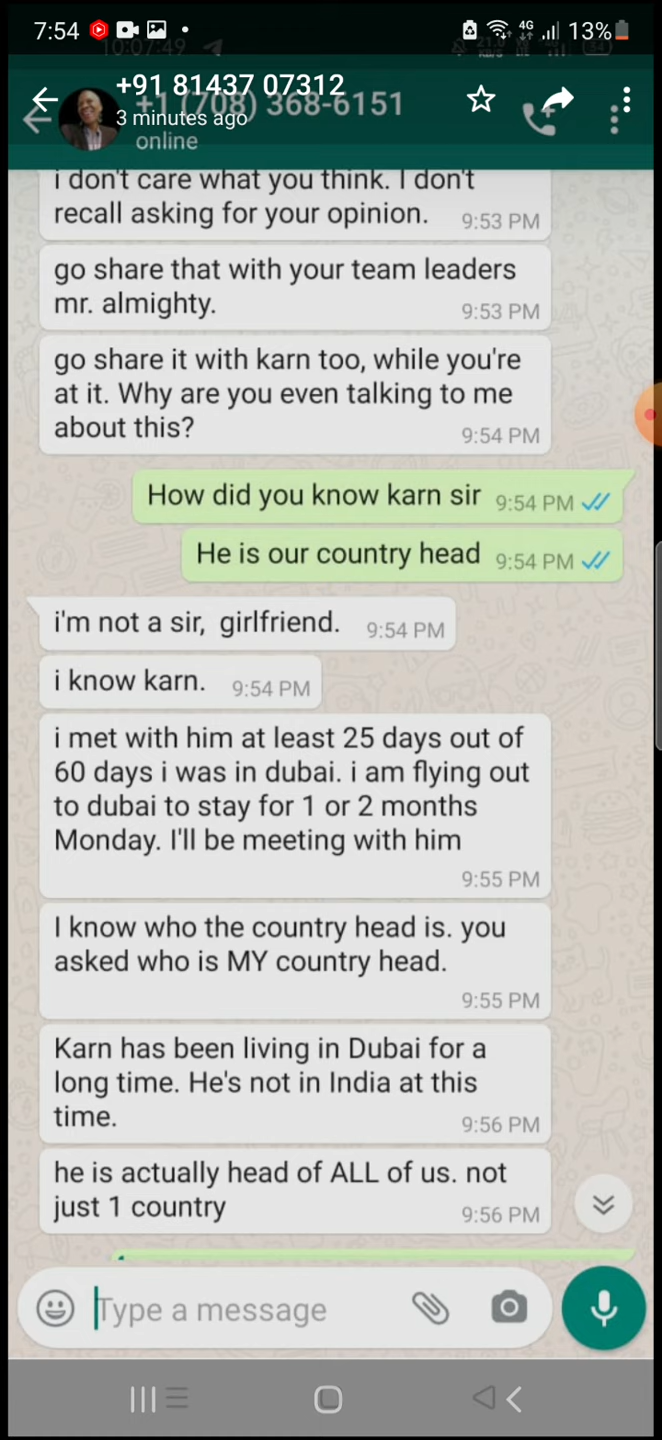 7:54 4G 13%
10:07:49
+91 81437 07312
+1 (708) 368-6151
3 minutes ago
online
i don't care what you think. I don't
recall asking for your opinion. 9:53 PM
go share that with your team leaders
mr. almighty. 9:53 PM
go share it with karn too, while you're
at it. Why are you even talking to me
about this? 9:54 PM
How did you know karn sir 9:54 PM
He is our country head 9:54 PM
i'm not a sir, girlfriend. 9:54 PM
i know karn. 9:54 PM
i met with him at least 25 days out of
60 days i was in dubai. i am flying out
to dubai to stay for 1 or 2 months
Monday. I'll be meeting with him
9:55 PM
I know who the country head is. you
asked who is MY country head.
9:55 PM
Karn has been living in Dubai for a
long time. He's not in India at this
time. 9:56 PM
he is actually head of ALL of us. not
just 1 country 9:56 PM
Type a message